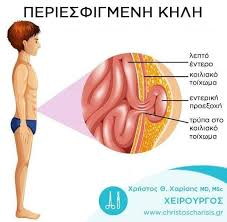 ΠΕΡΙΕΣΦΙΓΜΕΝΗ ΚΗΛΗ
λεπτό
έντερο
κοιλιακό
τοίχωμα
εντερική
προεξοχή
τρύπα στο
κοιλιακό
τοίχωμα
Χρήστος Θ. Χαρίσης MD, MSc
ΧΕΙΡΟΥΡΓΟΣ
www.christoscharisis.gr